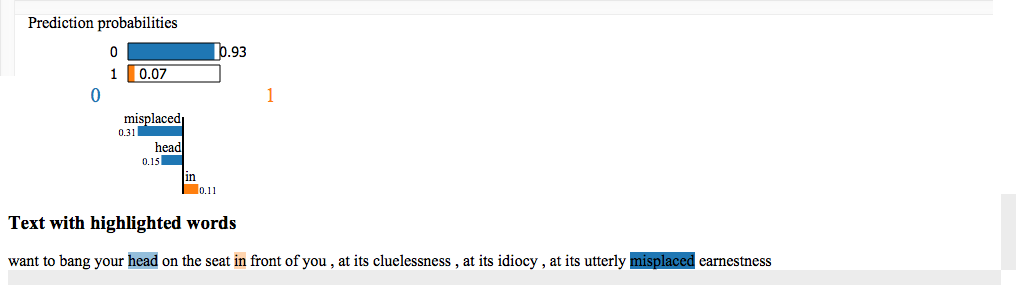 Prediction probabilities
0 0.93
1 0.07
0 1
misplaced
0.31
head
0.15
in
0.11
Text with highlighted words
want to bang your head on the seat in front of you , at its cluelessness , at its idiocy , at its utterly misplaced earnestness